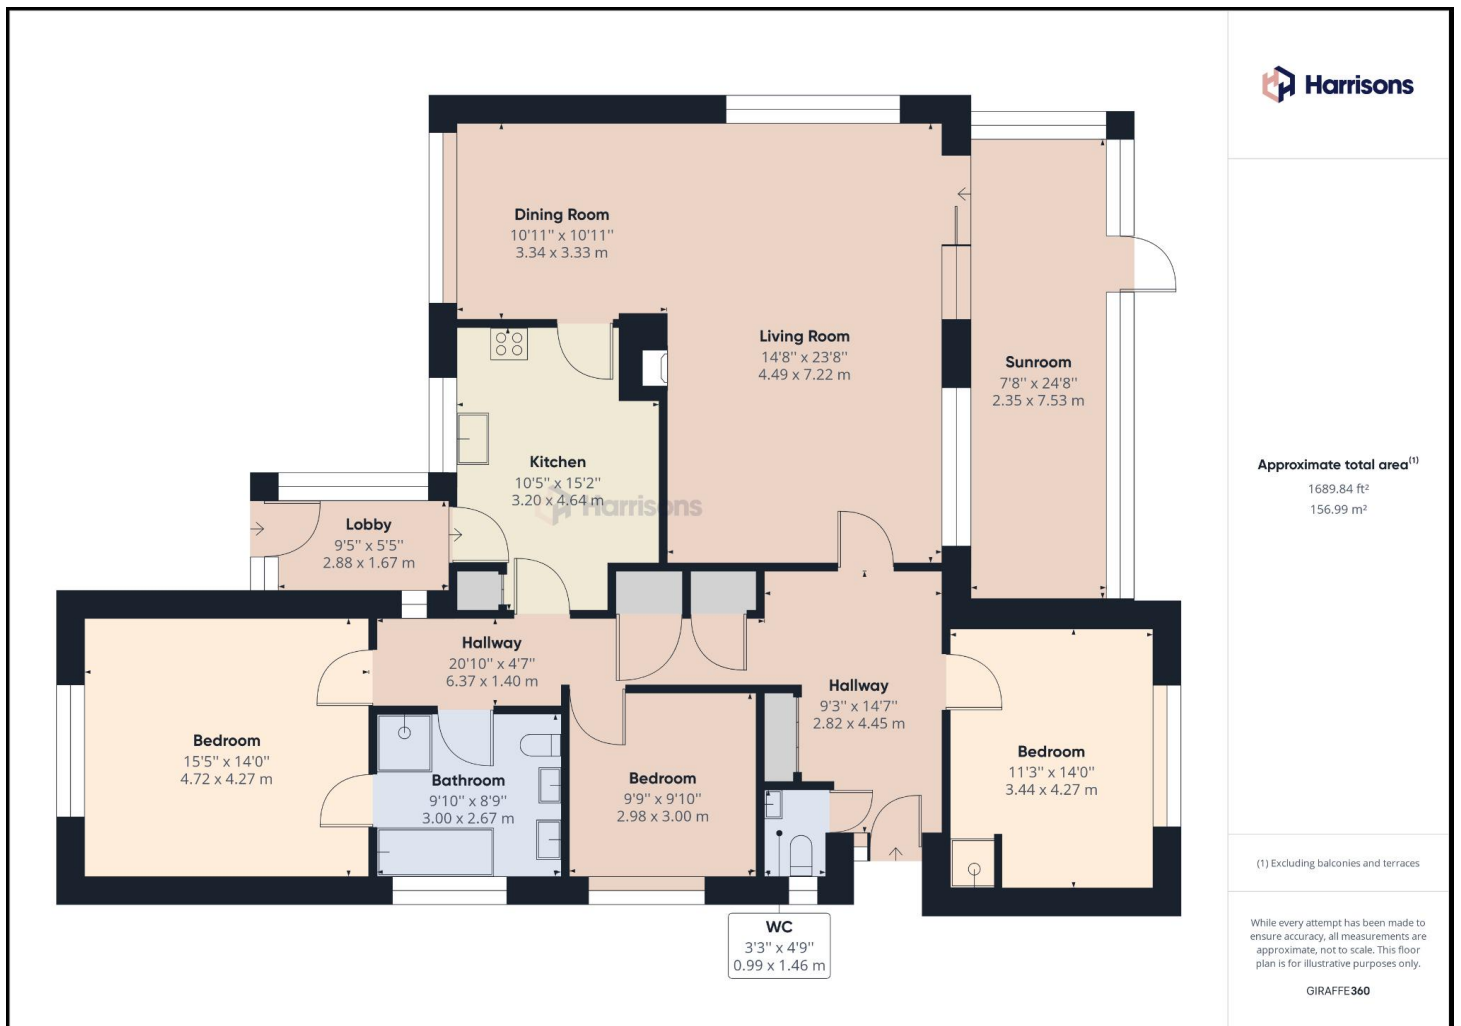 Harrisons
Dining Room
10'11" x 10'11"
3.34 x 3.33 m
Living Room
14'8" x 23'8"
4.49 x 7.22 m
Sunroom
7'8" x 24'8"
2.35 x 7.53 m
Kitchen
10'5" x 15'2"
3.20 x 4.64 m
Harrisons
Lobby
9'5" x 5'5"
2.88 x 1.67 m
Hallway
20'10" x 4'7"
6.37 x 1.40 m
Hallway
9'3" x 14'7"
2.82 x 4.45 m
Bedroom
15'5" x 14'0"
4.72 x 4.27 m
Bathroom
9'10" x 8'9"
3.00 x 2.67 m
Bedroom
9'9" x 9'10"
2.98 x 3.00 m
Bedroom
11'3" x 14'0"
3.44 x 4.27 m
WC
3'3" x 4'9"
0.99 x 1.46 m
Approximate total area(1)
1689.84 ft²
156.99 m²
(1) Excluding balconies and terraces
While every attempt has been made to
ensure accuracy, all measurements are
approximate, not to scale. This floor
plan is for illustrative purposes only.
GIRAFFE360